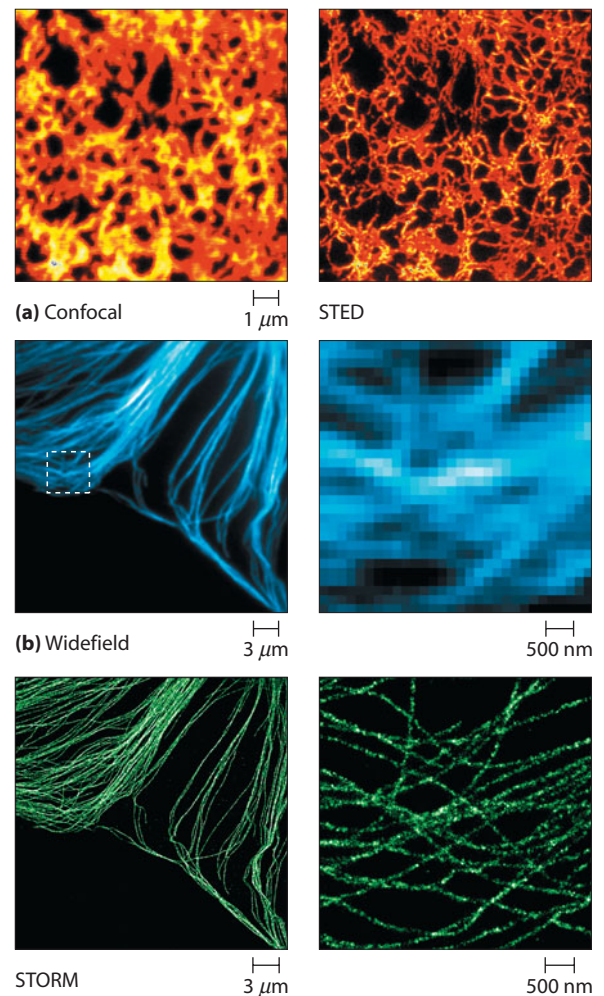 (a) Confocal
1 μm
STED
(b) Widefield
3 μm
500 nm
STORM
3 μm
500 nm